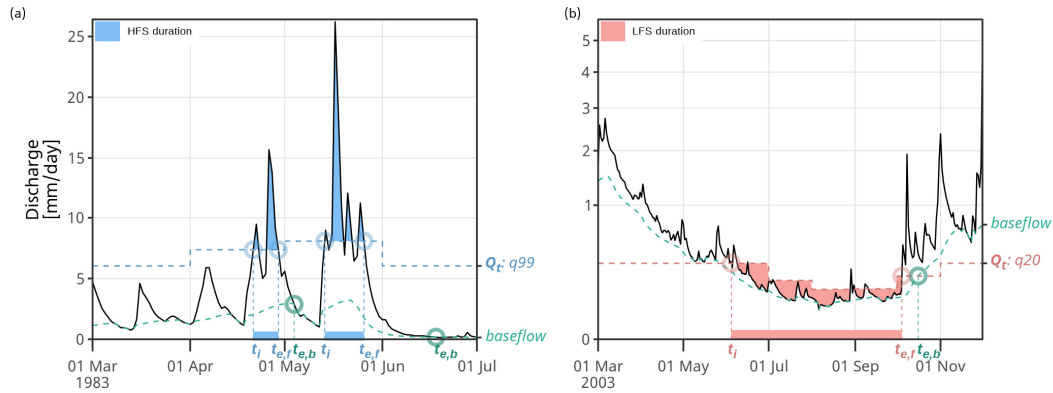 (a)
HFS duration
25
20
15
10
5
0
Discharge
[mm/day]
Qt: q99
baseflow
ti te,f te,b ti te,f te,b
01 Mar 01 Apr 01 May 01 Jun 01 Jul
1983
(b)
LFS duration
5
4
3
2
1
0
baseflow
Qt: q20
ti te,f te,b
01 Mar 01 May 01 Jul 01 Sep 01 Nov
2003